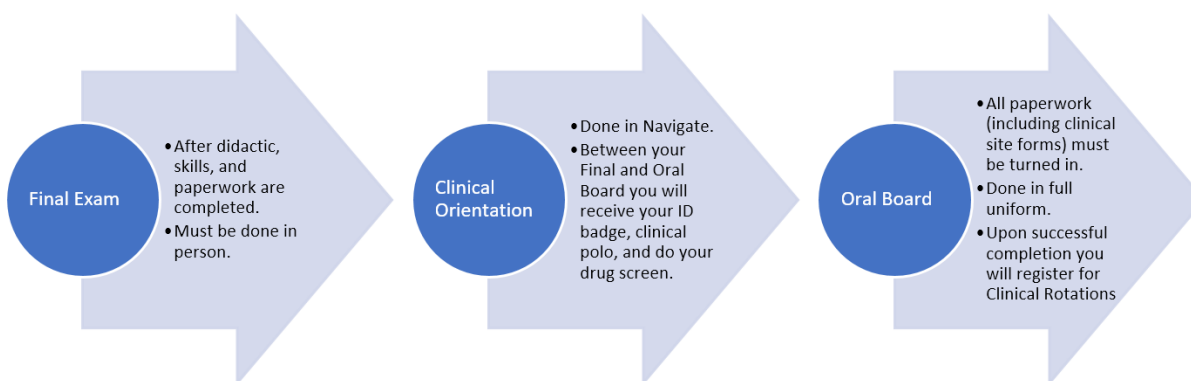 Final Exam
•After didactic,
skills, and
paperwork are
completed.
•Must be done in
person.
Clinical
Orientation
•Done in Navigate.
•Between your
Final and Oral
Board you will
receive your ID
badge, clinical
polo, and do your
drug screen.
Oral Board
•All paperwork
(including clinical
site forms) must
be turned in.
•Done in full
uniform.
•Upon successful
completion you
will register for
Clinical Rotations